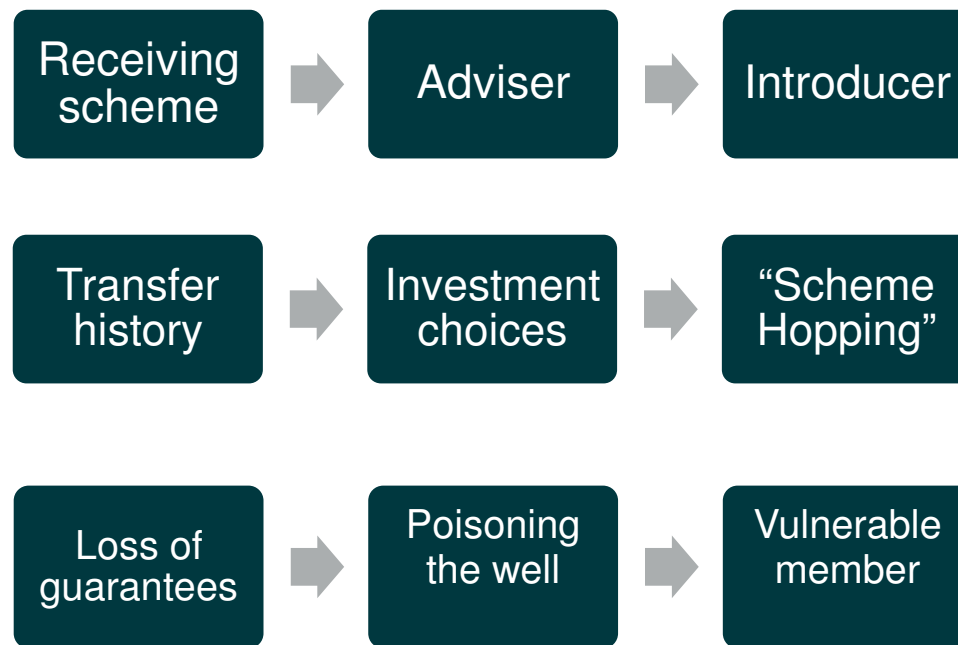 Receiving
scheme
Adviser
Introducer
Transfer
history
Investment
choices
“Scheme
Hopping”
Loss of
guarantees
Poisoning
the well
Vulnerable
member